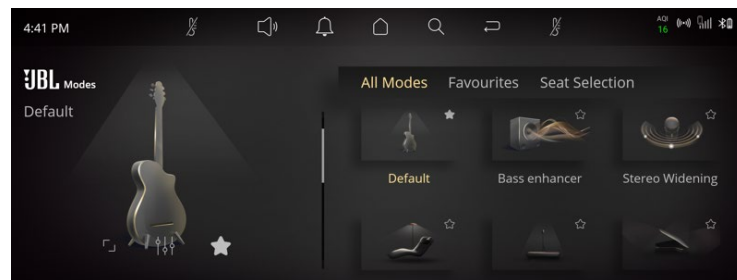 4:41 PM
AQI
16
JBL Modes
Default
All Modes Favourites Seat Selection
Default Bass enhancer Stereo Widening